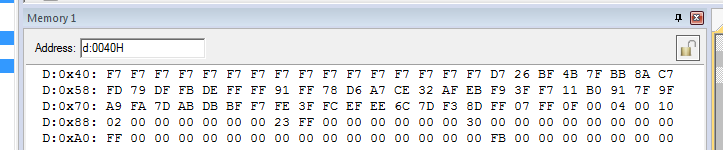 Memory 1
Address: d:0040H
D:0x40: F7 F7 F7 F7 F7 F7 F7 F7 F7 F7 F7 F7 F7 F7 F7 F7 D7 26 BF 4B 7F BB 8A C7
D:0x58: FD 79 DF FB DE FF FF 91 FF 78 D6 A7 CE 32 AF EB F9 3F F7 11 B0 91 7F 9F
D:0x70: A9 FA 7D AB DB BF F7 FE 3F FC EF EE 6C 7D F3 8D FF 07 FF 0F 00 04 00 10
D:0x88: 02 00 00 00 00 00 00 23 FF 00 00 00 00 00 00 30 00 00 00 00 00 00 00 00
D:0xA0: FF 00 00 00 00 00 00 00 00 00 00 00 00 00 00 00 FB 00 00 00 00 00 00 00